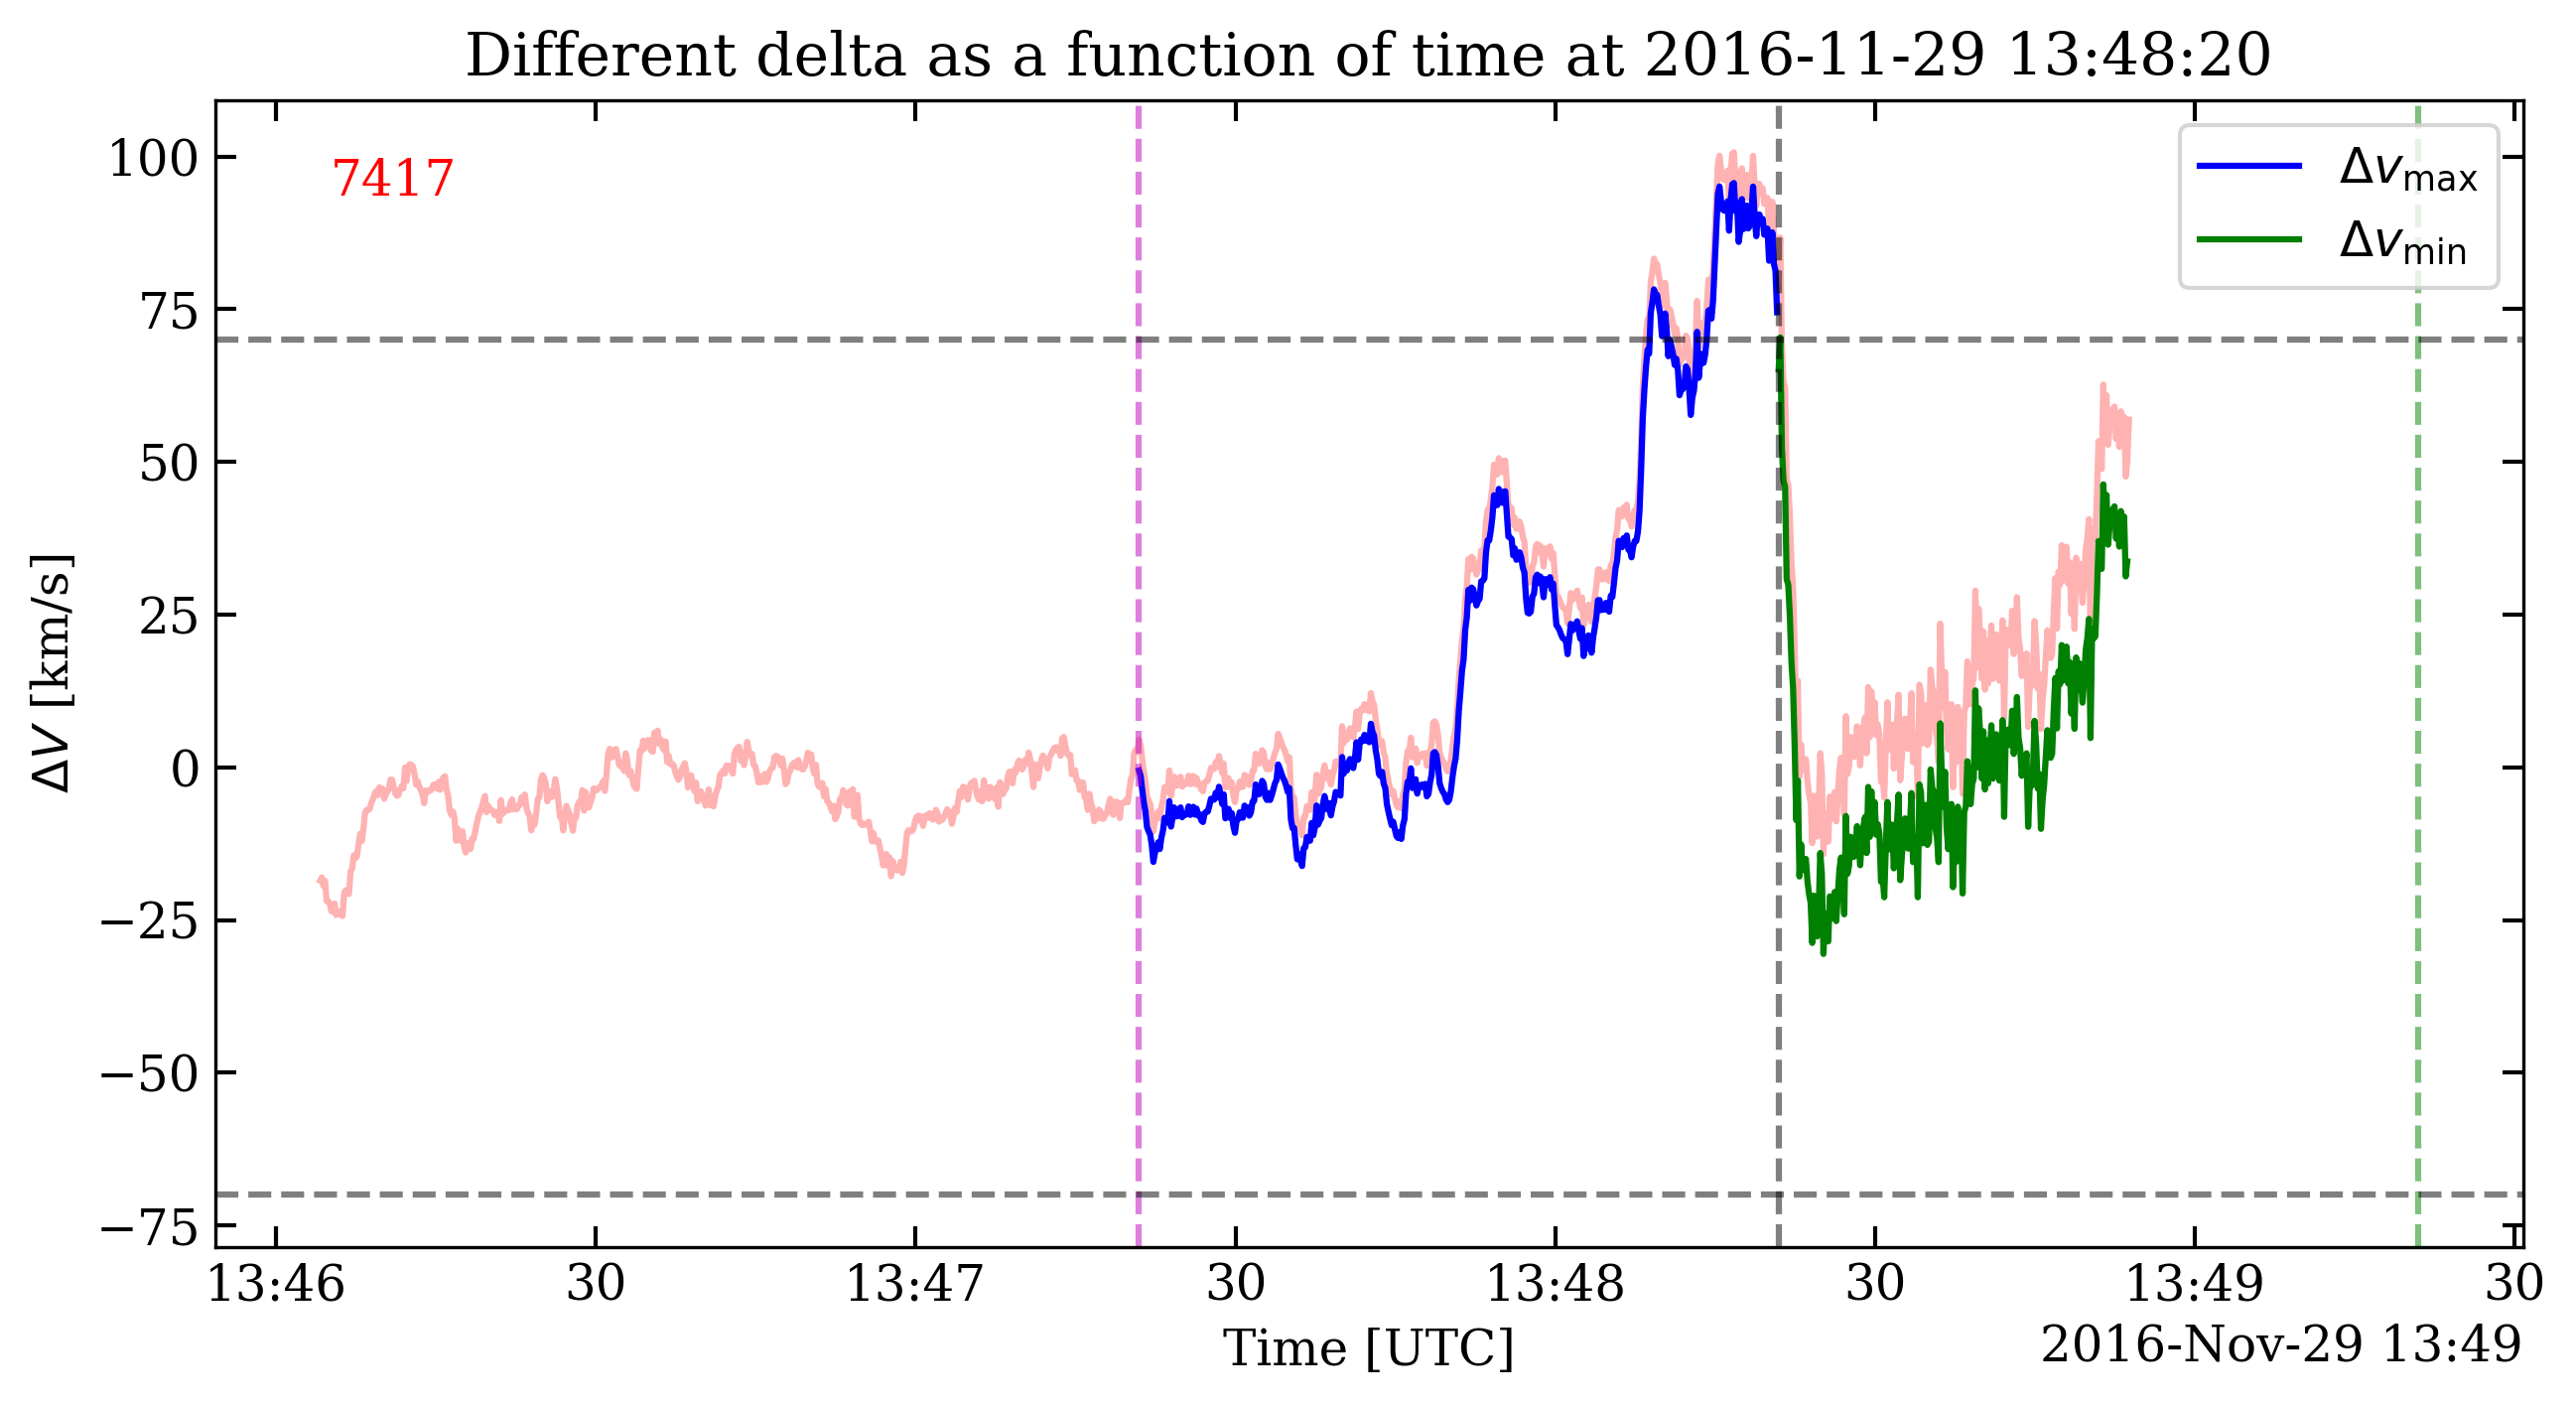 Different delta as a function of time at 2016-11-29 13:48:20
7417
Δv_max
Δv_min
100
75
50
25
0
−25
−50
−75
ΔV [km/s]
13:46 30 13:47 30 13:48 30 13:49 30
Time [UTC]
2016-Nov-29 13:49